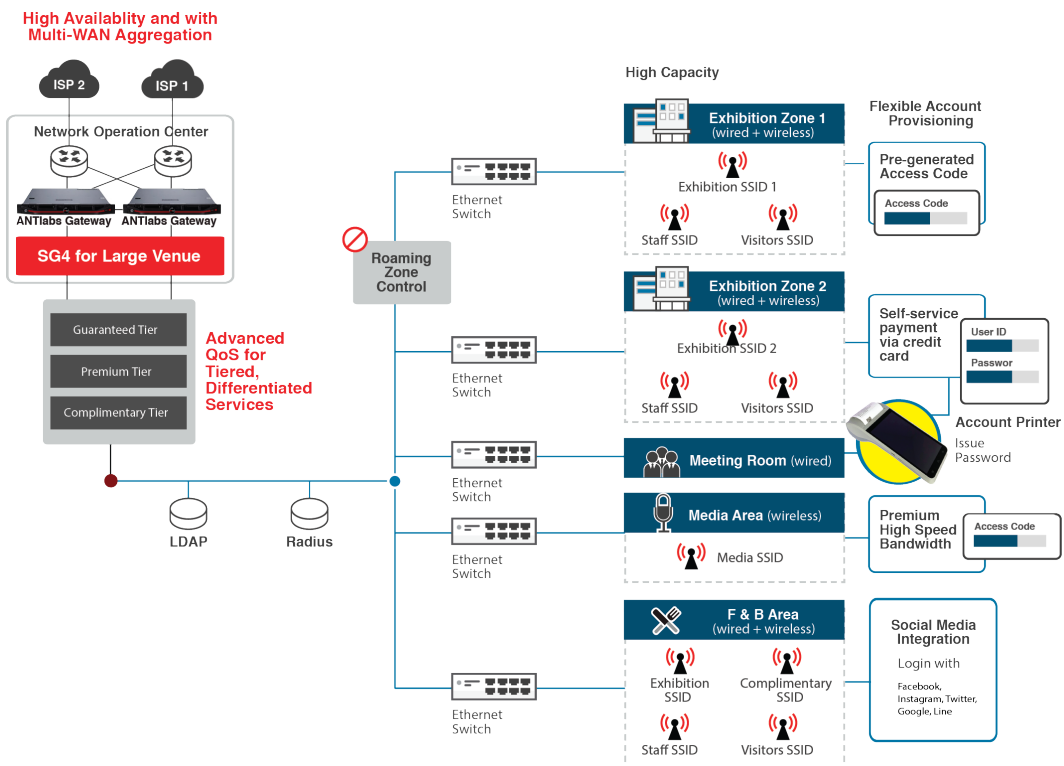 High Availablity and with
Multi-WAN Aggregation
ISP 2
ISP 1
Network Operation Center
ANTlabs Gateway
ANTlabs Gateway
SG4 for Large Venue
Guaranteed Tier
Premium Tier
Complimentary Tier
Advanced
QoS for
Tiered,
Differentiated
Services
LDAP
Radius
Roaming
Zone
Control
Ethernet
Switch
Ethernet
Switch
Ethernet
Switch
Ethernet
Switch
Ethernet
Switch
High Capacity
Exhibition Zone 1
(wired + wireless)
Exhibition SSID 1
Staff SSID
Visitors SSID
Exhibition Zone 2
(wired + wireless)
Exhibition SSID 2
Staff SSID
Visitors SSID
Meeting Room (wired)
Media Area (wireless)
Media SSID
F & B Area
(wired + wireless)
Exhibition
SSID
Complimentary
SSID
Staff SSID
Visitors SSID
Flexible Account
Provisioning
Pre-generated
Access Code
Access Code
Self-service
payment
via credit
card
User ID
Passwor
Account Printer
Issue
Password
Premium
High Speed
Bandwidth
Access Code
Social Media
Integration
Login with
Facebook,
Instagram, Twitter,
Google, Line